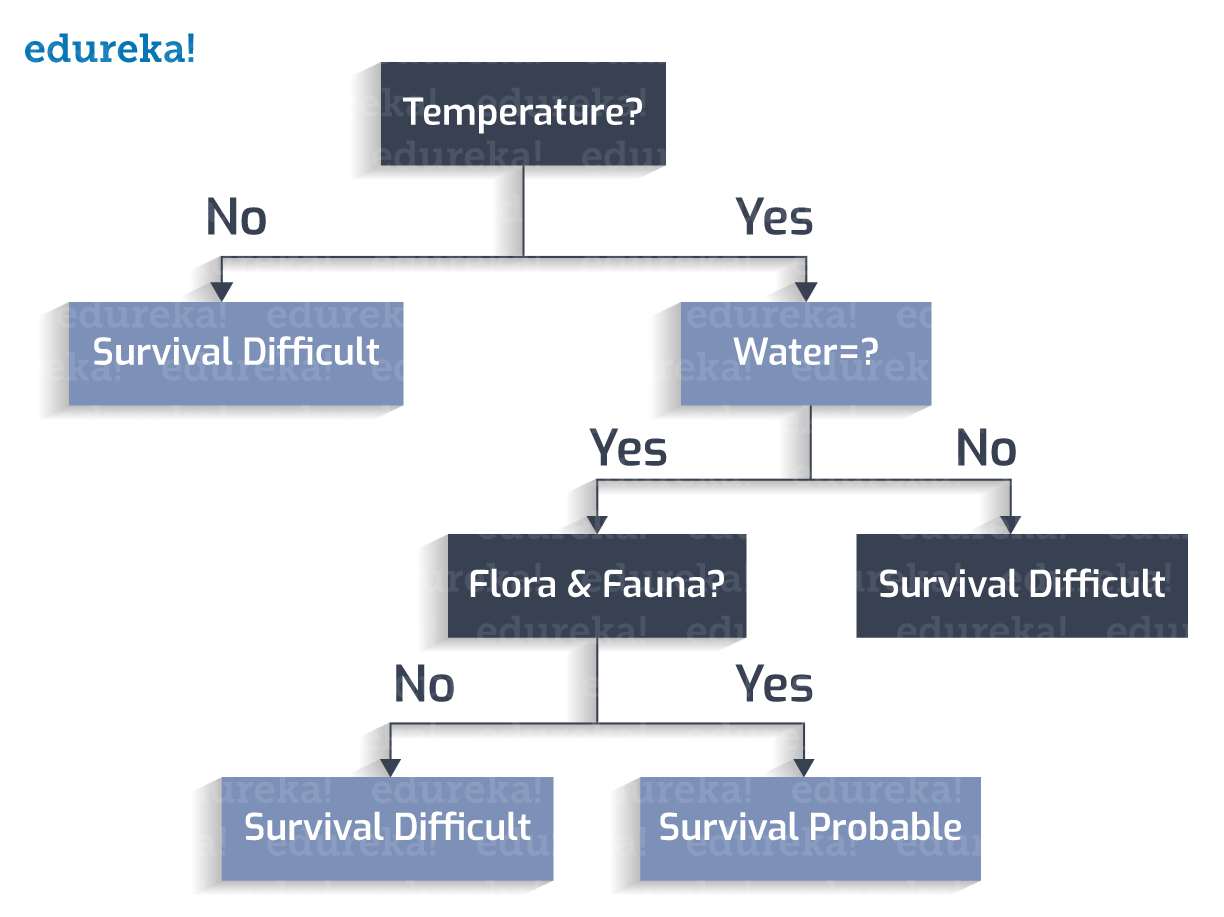 edureka!
Temperature?
No
Yes
Survival Difficult
Water=?
Yes
No
Flora & Fauna?
Survival Difficult
No
Yes
Survival Difficult
Survival Probable